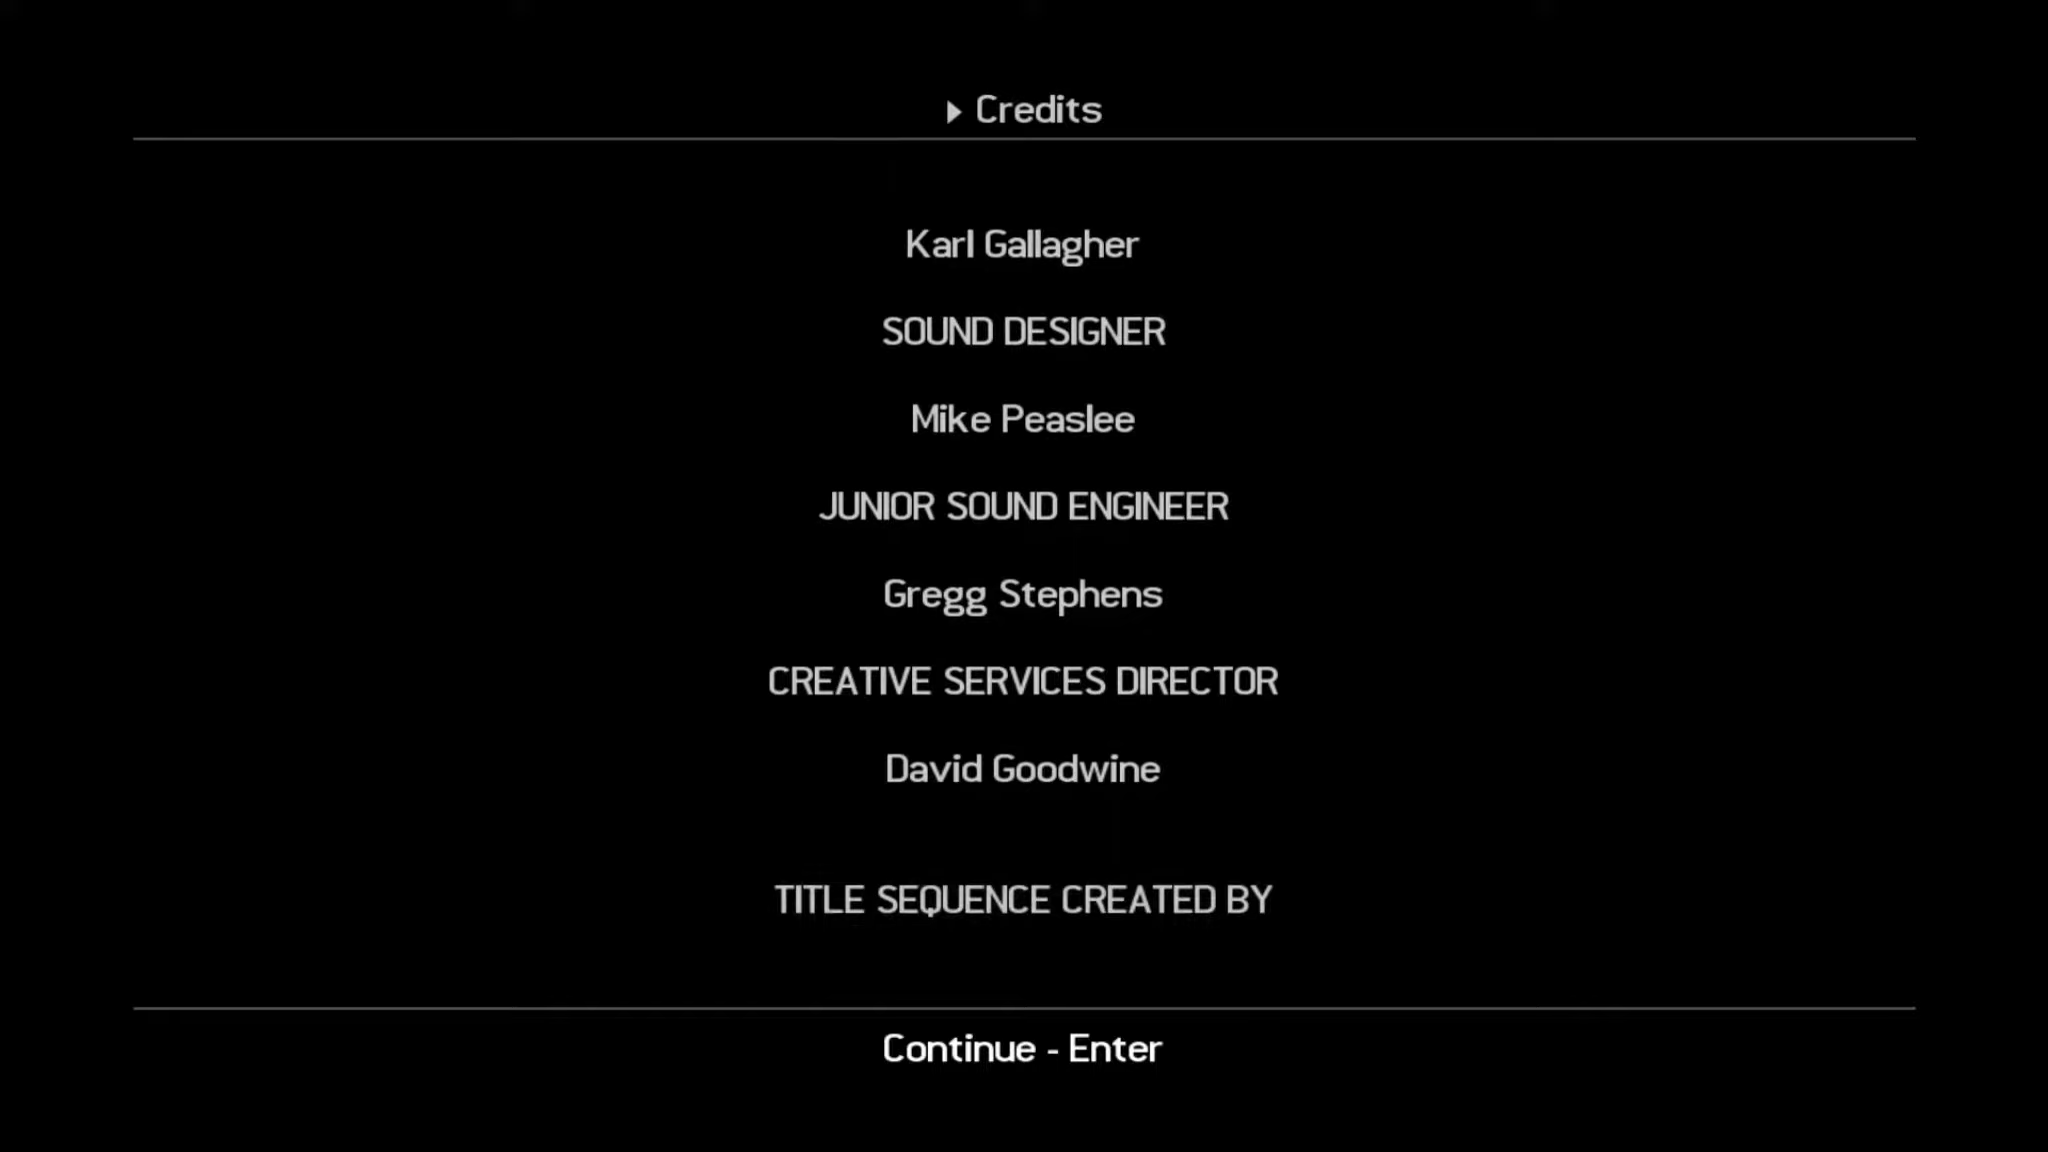 Credits
Karl Gallagher
SOUND DESIGNER
Mike Peaslee
JUNIOR SOUND ENGINEER
Gregg Stephens
CREATIVE SERVICES DIRECTOR
David Goodwine
TITLE SEQUENCE CREATED BY
Continue - Enter